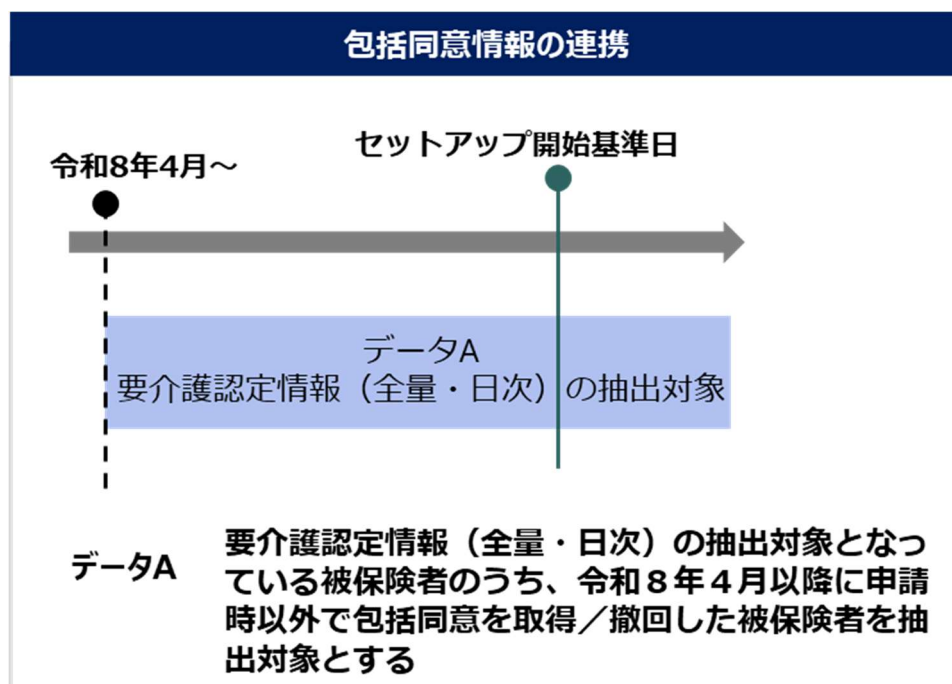 包括同意情報の連携
セットアップ開始基準日
令和8年4月～
データA
要介護認定情報（全量・日次）の抽出対象
データA
要介護認定情報（全量・日次）の抽出対象となっ
ている被保険者のうち、令和８年４月以降に申請
時以外で包括同意を取得／撤回した被保険者を抽
出対象とする